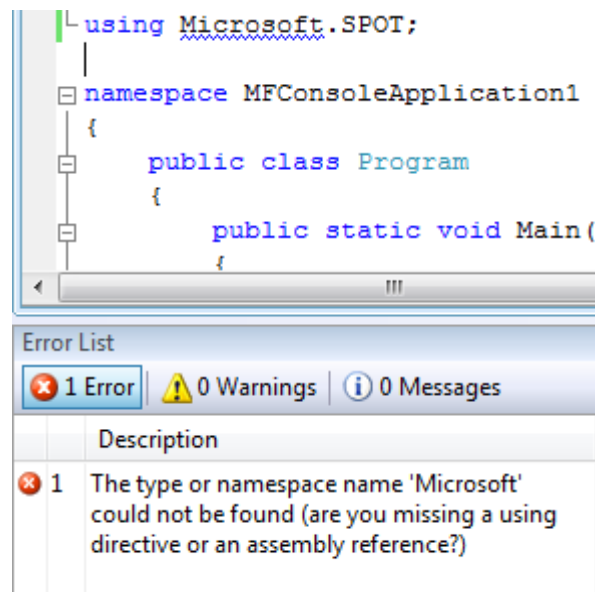 using Microsoft.SPOT;
namespace MFConsoleApplication1
{
public class Program
{
public static void Main(
{
Error List
1 Error 0 Warnings 0 Messages
Description
1 The type or namespace name 'Microsoft'
could not be found (are you missing a using
directive or an assembly reference?)